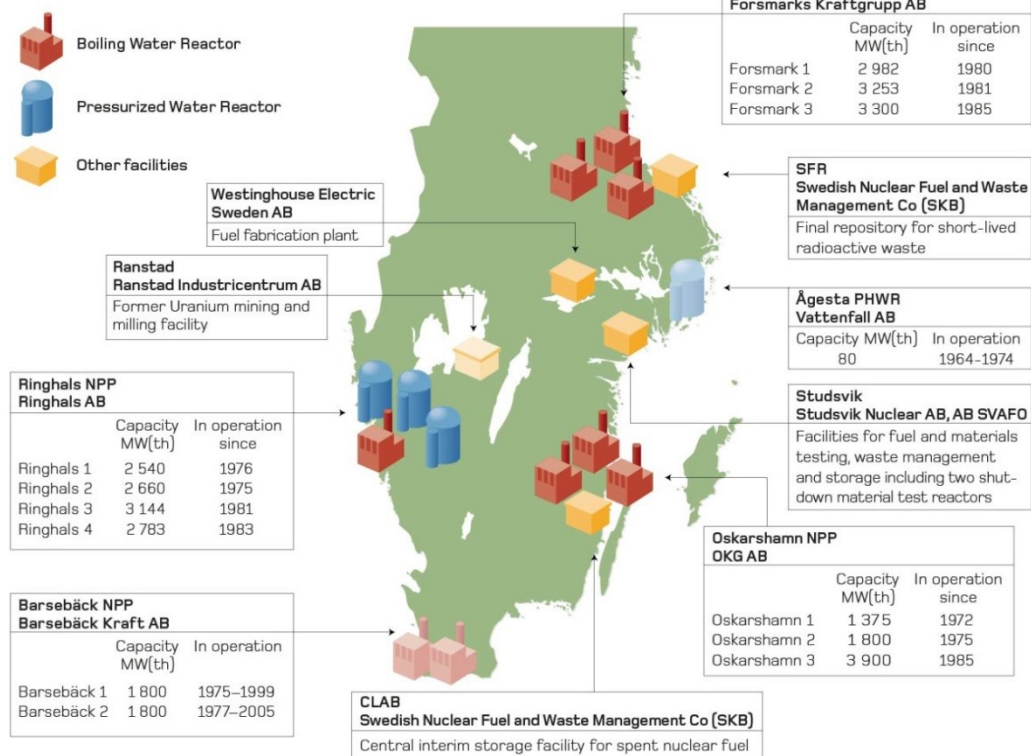 Boiling Water Reactor
Pressurized Water Reactor
Other facilities
Forsmarks Kraftgrupp AB
Capacity MW(th) In operation since
Forsmark 1 2 982 1980
Forsmark 2 3 253 1981
Forsmark 3 3 300 1985
SFR
Swedish Nuclear Fuel and Waste
Management Co (SKB)
Final repository for short-lived
radioactive waste
Westinghouse Electric
Sweden AB
Fuel fabrication plant
Ranstad
Ranstad Industricentrum AB
Former Uranium mining and
milling facility
Ågesta PHWR
Vattenfall AB
Capacity MW(th) In operation
80 1964-1974
Ringhals NPP
Ringhals AB
Capacity MW(th) In operation since
Ringhals 1 2 540 1976
Ringhals 2 2 660 1975
Ringhals 3 3 144 1981
Ringhals 4 2 783 1983
Studsvik
Studsvik Nuclear AB, AB SVAFO
Facilities for fuel and materials
testing, waste management
and storage including two shut-
down material test reactors
Oskarshamn NPP
OKG AB
Capacity MW(th) In operation since
Oskarshamn 1 1 375 1972
Oskarshamn 2 1 800 1975
Oskarshamn 3 3 900 1985
Barsebäck NPP
Barsebäck Kraft AB
Capacity MW(th) In operation
Barsebäck 1 1 800 1975–1999
Barsebäck 2 1 800 1977–2005
CLAB
Swedish Nuclear Fuel and Waste Management Co (SKB)
Central interim storage facility for spent nuclear fuel